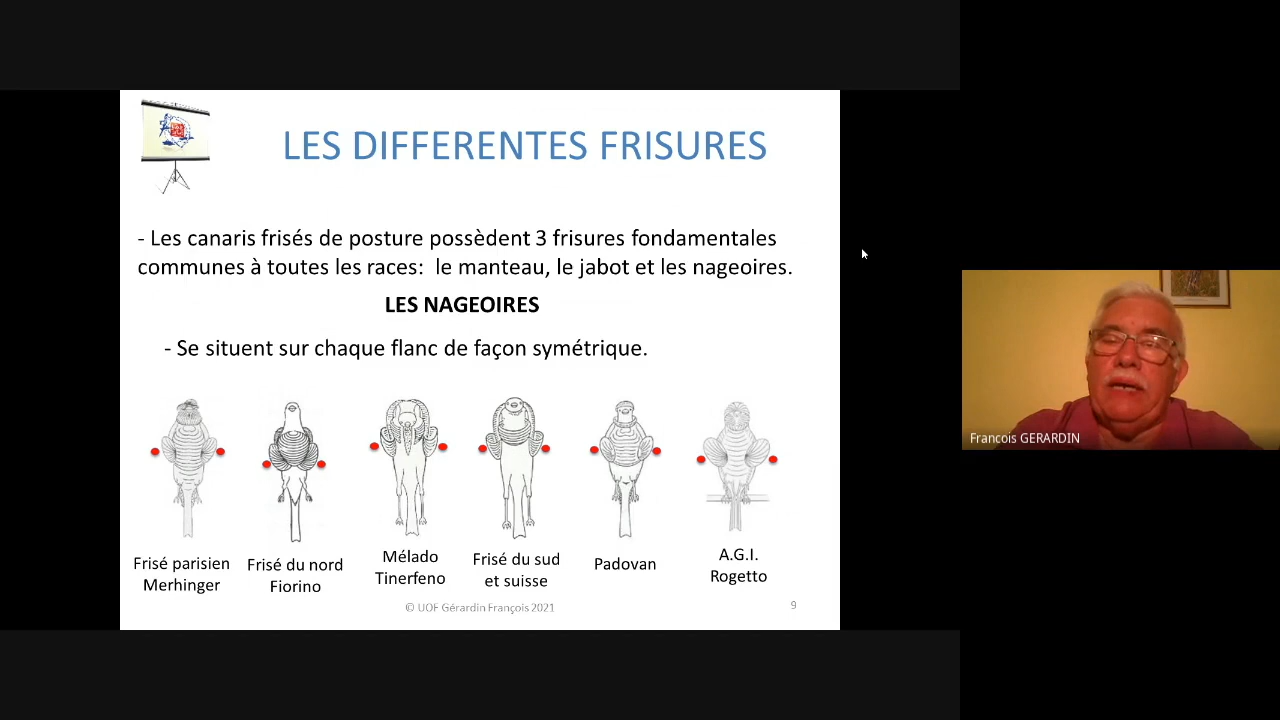 LES DIFFERENTES FRISURES
- Les canaris frisés de posture possèdent 3 frisures fondamentales
communes à toutes les races:  le manteau, le jabot et les nageoires.
LES NAGEOIRES
- Se situent sur chaque flanc de façon symétrique.
Frisé parisien
Merhinger
Frisé du nord
Fiorino
Mélado
Tinerfeno
Frisé du sud
et suisse
Padovan
A.G.I.
Rogetto
© UOF Gérardin François 2021
9
Francois GERARDIN